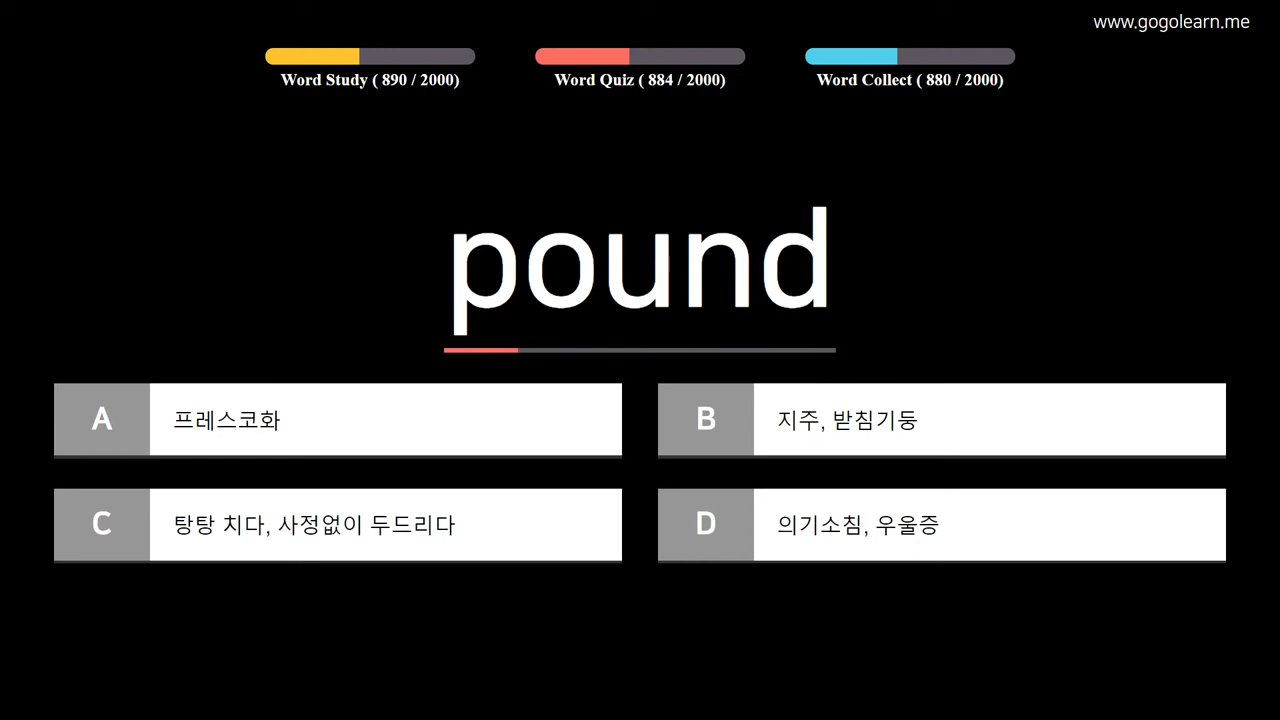 www.gogolearn.me
Word Study ( 890 / 2000)
Word Quiz ( 884 / 2000)
Word Collect ( 880 / 2000)
pound
A 프레스코화
B 지주, 받침기둥
C 탕탕 치다, 사정없이 두드리다
D 의기소침, 우울증